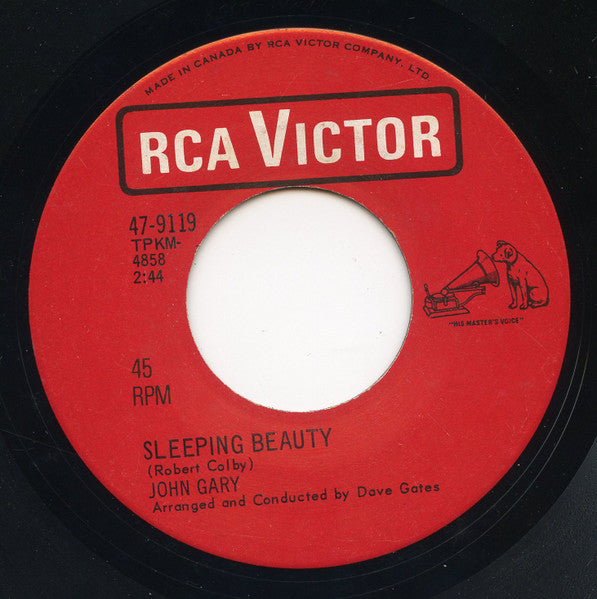 MADE IN CANADA BY RCA VICTOR COMPANY, LTD.
RCA VICTOR
47-9119
TPKM-
4858
2:44
"HIS MASTER'S VOICE"
45
RPM
SLEEPING BEAUTY
(Robert Colby)
JOHN GARY
Arranged and Conducted by Dave Gates